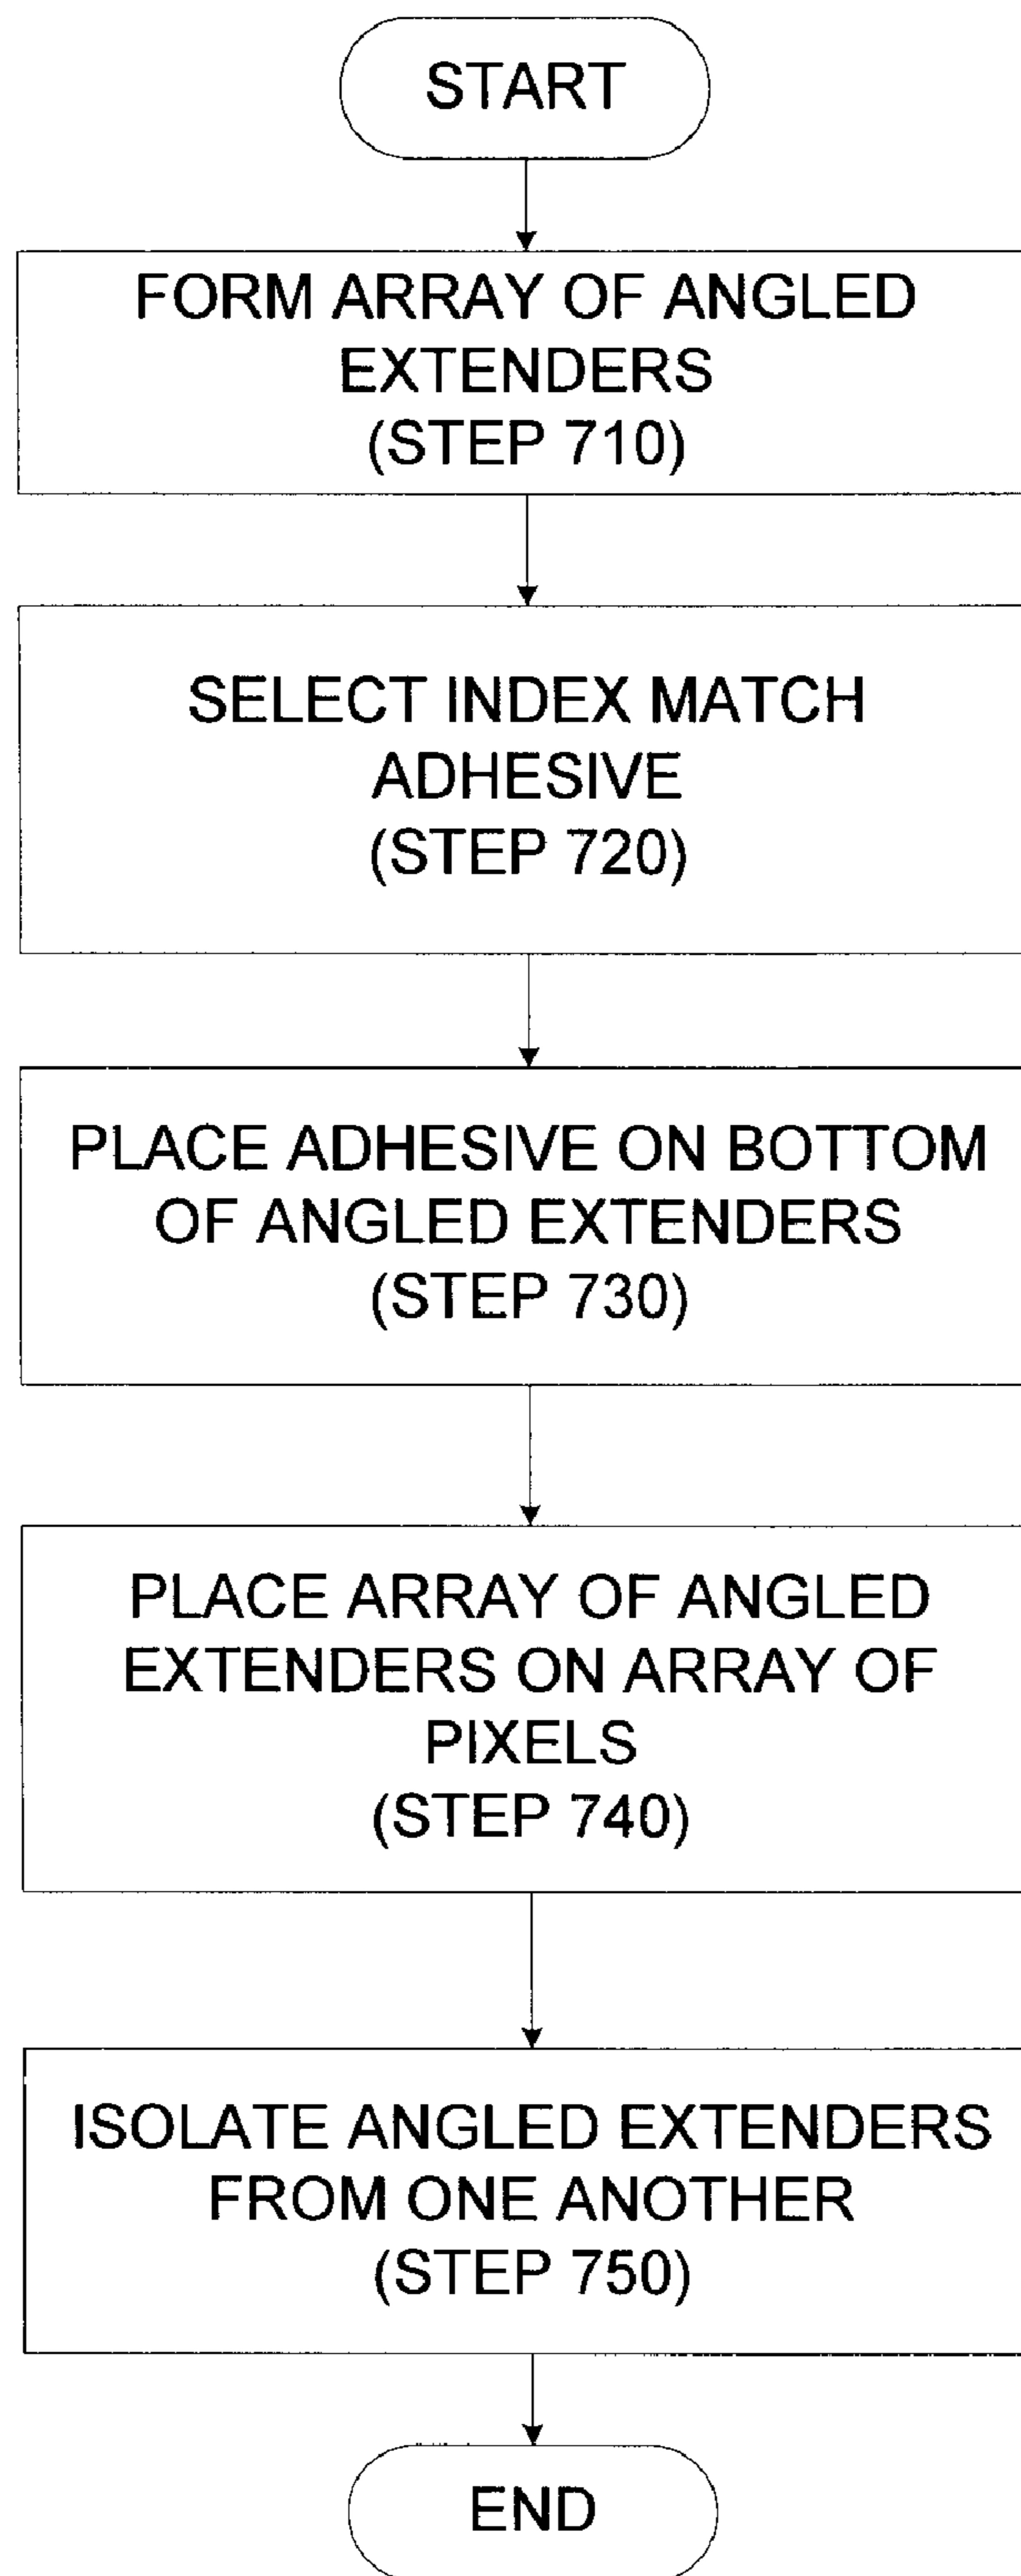 START
FORM ARRAY OF ANGLED
EXTENDERS
(STEP 710)
SELECT INDEX MATCH
ADHESIVE
(STEP 720)
PLACE ADHESIVE ON BOTTOM
OF ANGLED EXTENDERS
(STEP 730)
PLACE ARRAY OF ANGLED
EXTENDERS ON ARRAY OF
PIXELS
(STEP 740)
ISOLATE ANGLED EXTENDERS
FROM ONE ANOTHER
(STEP 750)
END